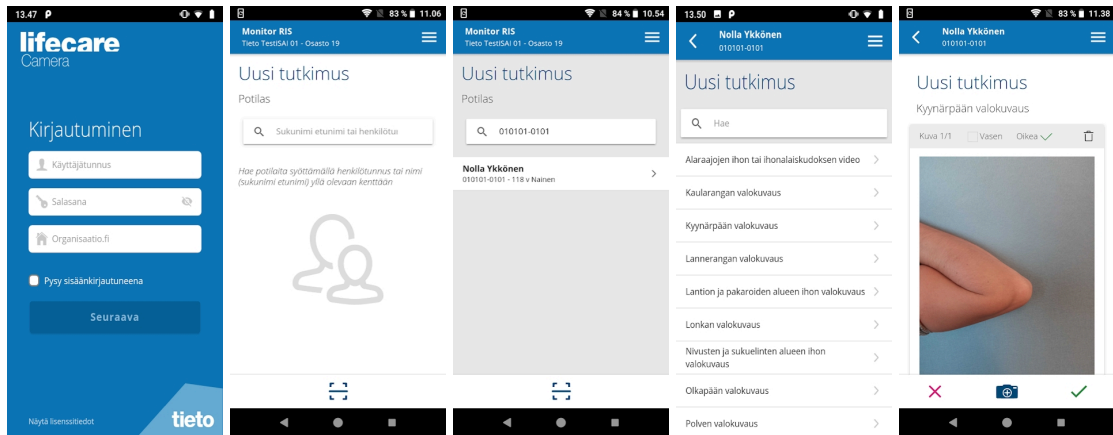 13.47
lifecare
Camera
Kirjautuminen
Käyttäjätunnus
Salasana
Organisaatio.fi
Pysy sisäänkirjautuneena
Seuraava
Näytä lisenssitiedot
tieto
83 % 11.06
Monitor RIS
Tieto TestiSAI 01 - Osasto 19
Uusi tutkimus
Potilas
Sukunimi etunimi tai henkilötui
Hae potilaita syöttämällä henkilötunnus tai nimi
(sukunimi etunimi) yllä olevaan kenttään
84 % 10.54
Monitor RIS
Tieto TestiSAI 01 - Osasto 19
Uusi tutkimus
Potilas
010101-0101
Nolla Ykkönen
010101-0101 - 118 v Nainen
13.50
Nolla Ykkönen
010101-0101
Uusi tutkimus
Hae
Alaraajojen ihon tai ihonalaiskudoksen video
Kaularangan valokuvaus
Kyynärpään valokuvaus
Lannerangan valokuvaus
Lantion ja pakaroiden alueen ihon valokuvaus
Lonkan valokuvaus
Nivusten ja sukuelinten alueen ihon
valokuvaus
Olkapään valokuvaus
Polven valokuvaus
83 % 11.38
Nolla Ykkönen
010101-0101
Uusi tutkimus
Kyynärpään valokuvaus
Kuva 1/1 Vasen Oikea